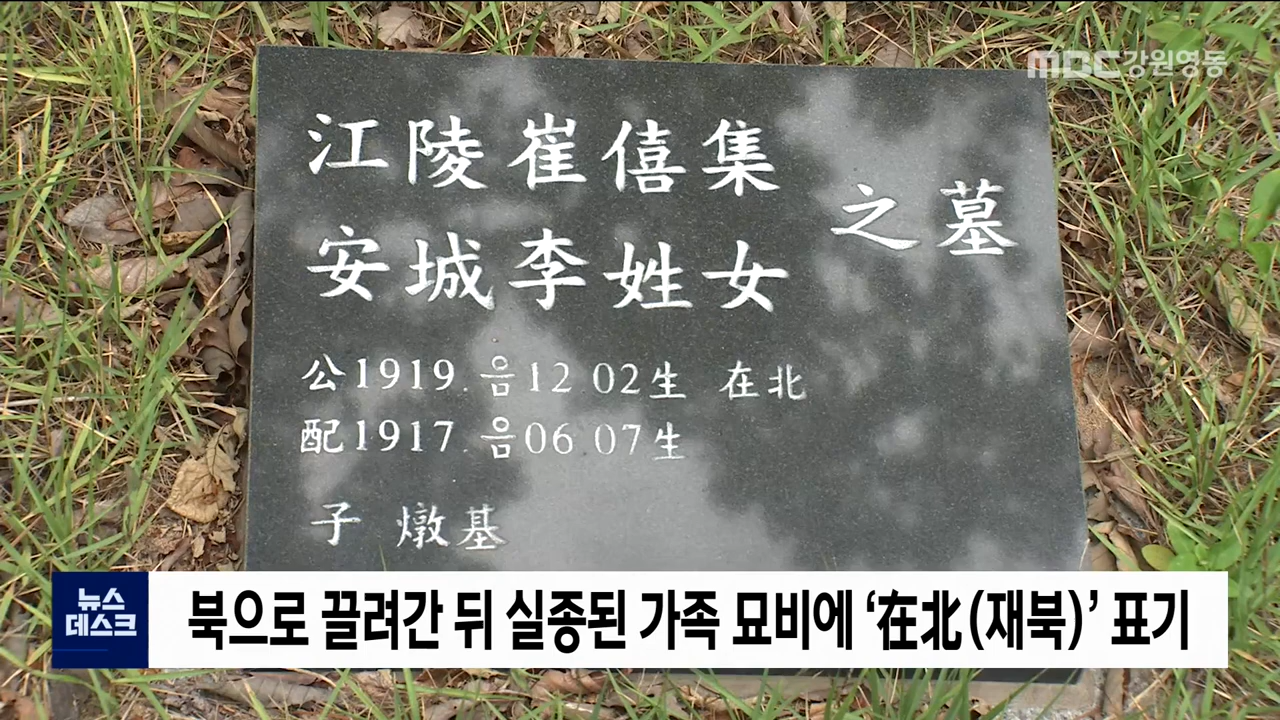 MBC강원영동
江陵崔僖集
安城李姓女
之墓
公1919.음12 02生 在北
配1917.음06 07生
子 燉基
뉴스
데스크
북으로 끌려간 뒤 실종된 가족 묘비에 ‘在北(재북)’ 표기